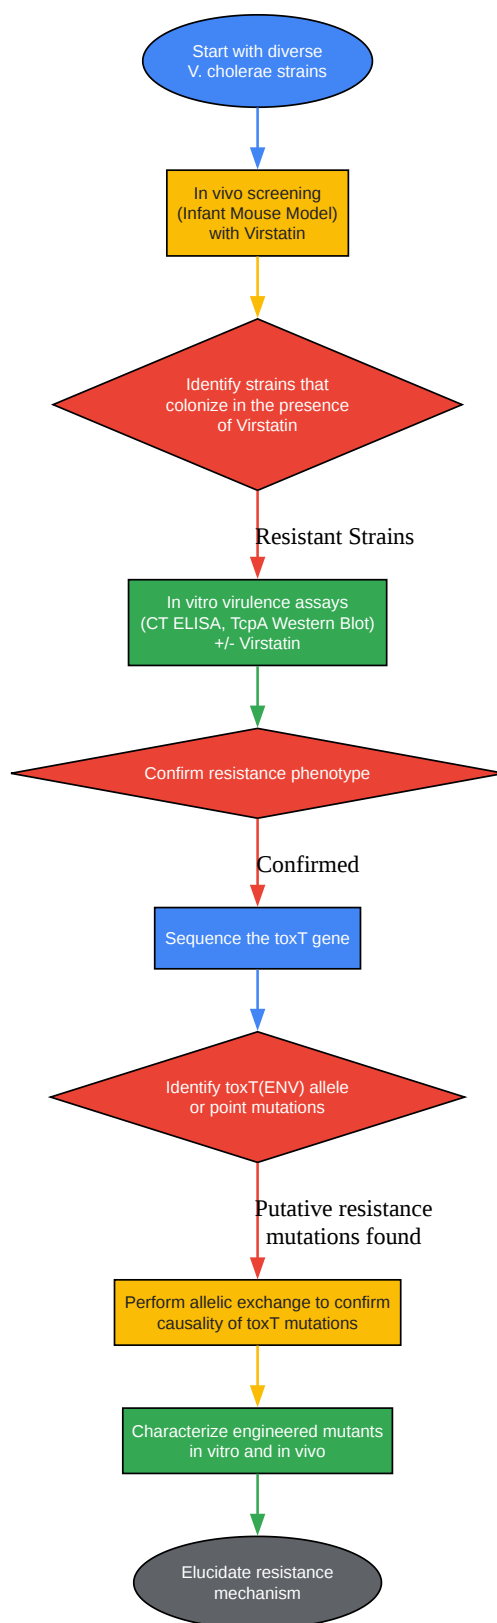 Start with diverse
V. cholerae strains
In vivo screening
(Infant Mouse Model)
with Virstatin
Identify strains that
colonize in the presence
of Virstatin
Resistant Strains
In vitro virulence assays
(CT ELISA, TcpA Western Blot)
+/- Virstatin
Confirm resistance phenotype
Confirmed
Sequence the toxT gene
Identify toxT(ENV) allele
or point mutations
Putative resistance
mutations found
Perform allelic exchange to confirm
causality of toxT mutations
Characterize engineered mutants
in vitro and in vivo
Elucidate resistance
mechanism